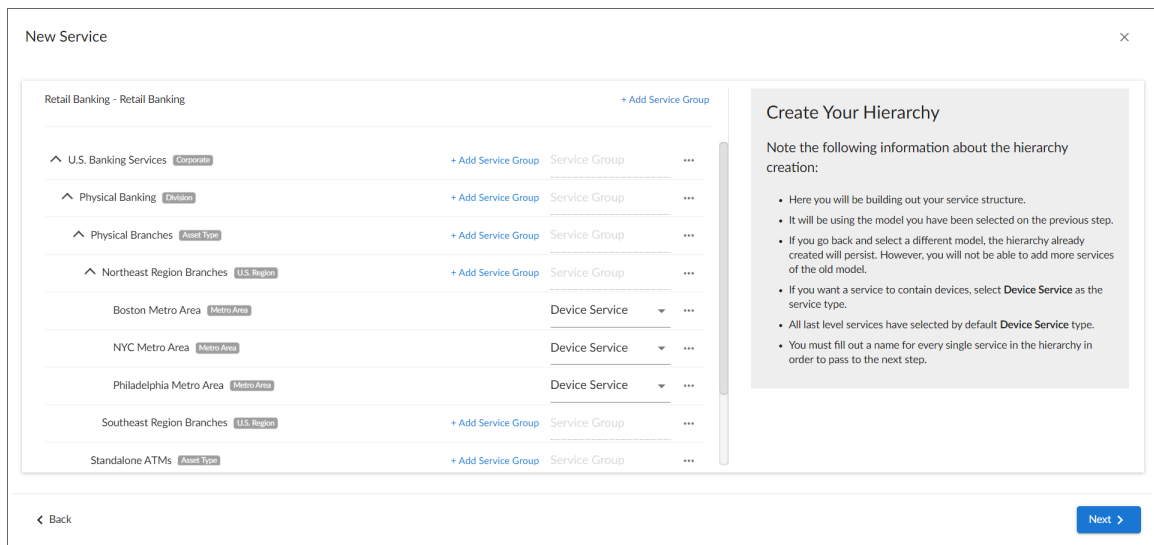 New Service
Retail Banking - Retail Banking
+ Add Service Group
U.S. Banking Services Corporate + Add Service Group Service Group
Physical Banking Division + Add Service Group Service Group
Physical Branches Asset Type + Add Service Group Service Group
Northeast Region Branches U.S. Region + Add Service Group Service Group
Boston Metro Area Metro Area Device Service
NYC Metro Area Metro Area Device Service
Philadelphia Metro Area Metro Area Device Service
Southeast Region Branches U.S. Region + Add Service Group Service Group
Standalone ATMs Asset Type + Add Service Group Service Group
Create Your Hierarchy
Note the following information about the hierarchy
creation:
• Here you will be building out your service structure.
• It will be using the model you have been selected on the previous step.
• If you go back and select a different model, the hierarchy already
created will persist. However, you will not be able to add more services
of the old model.
• If you want a service to contain devices, select Device Service as the
service type.
• All last level services have selected by default Device Service type.
• You must fill out a name for every single service in the hierarchy in
order to pass to the next step.
Back
Next